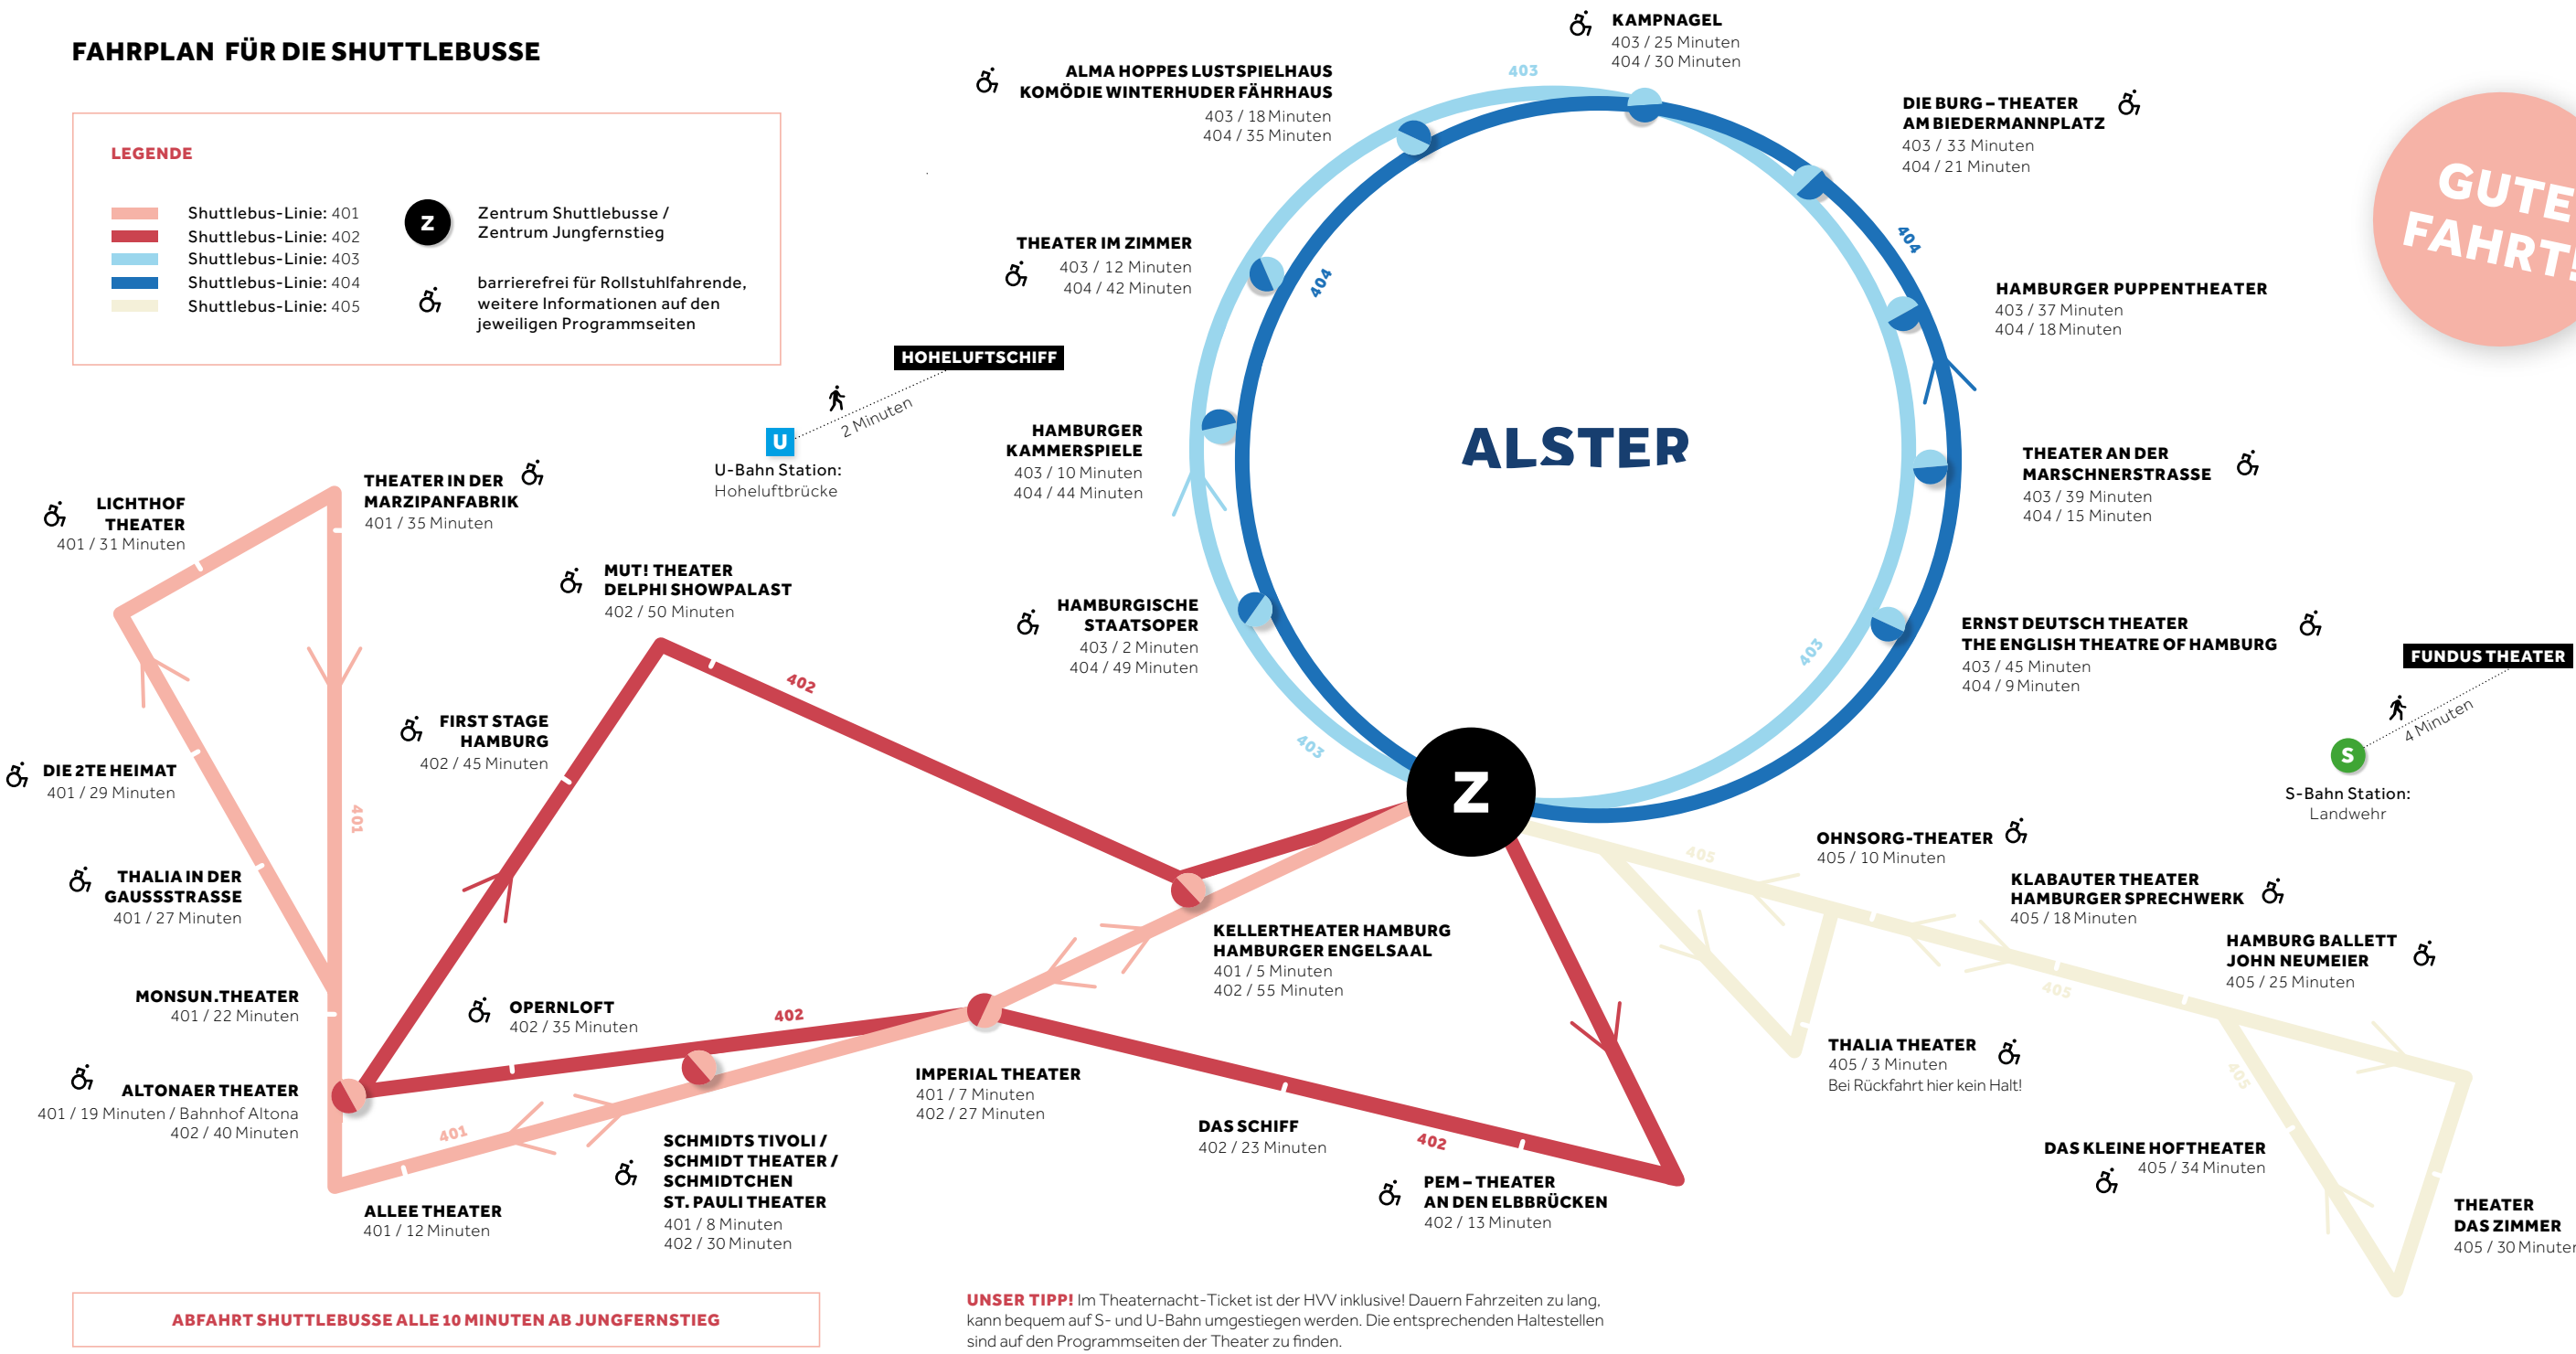 FAHRPLAN FÜR DIE SHUTTLEBUSSE
LEGENDE
Shuttlebus-Linie: 401
Shuttlebus-Linie: 402
Shuttlebus-Linie: 403
Shuttlebus-Linie: 404
Shuttlebus-Linie: 405
Z
Zentrum Shuttlebusse /
Zentrum Jungfernstieg
barrierefrei für Rollstuhlfahrende,
weitere Informationen auf den
jeweiligen Programmseiten
GUTE
FAHRT!
KAMPNAGEL
403 / 25 Minuten
404 / 30 Minuten
403
ALMA HOPPES LUSTSPIELHAUS
KOMÖDIE WINTERHUDER FÄHRHAUS
403 / 18 Minuten
404 / 35 Minuten
DIE BURG – THEATER
AM BIEDERMANNPLATZ
403 / 33 Minuten
404 / 21 Minuten
404
THEATER IM ZIMMER
403 / 12 Minuten
404 / 42 Minuten
404
HAMBURGER PUPPENTHEATER
403 / 37 Minuten
404 / 18 Minuten
HOHELUFTSCHIFF
2 Minuten
U
U-Bahn Station:
Hoheluftbrücke
HAMBURGER
KAMMERSPIELE
403 / 10 Minuten
404 / 44 Minuten
ALSTER
THEATER AN DER
MARSCHNERSTRASSE
403 / 39 Minuten
404 / 15 Minuten
THEATER IN DER
MARZIPANFABRIK
401 / 35 Minuten
LICHTHOF
THEATER
401 / 31 Minuten
MUT! THEATER
DELPHI SHOWPALAST
402 / 50 Minuten
402
HAMBURGISCHE
STAATSOPER
403 / 2 Minuten
404 / 49 Minuten
403
403
ERNST DEUTSCH THEATER
THE ENGLISH THEATRE OF HAMBURG
403 / 45 Minuten
404 / 9 Minuten
FUNDUS THEATER
4 Minuten
S
S-Bahn Station:
Landwehr
FIRST STAGE
HAMBURG
402 / 45 Minuten
DIE 2TE HEIMAT
401 / 29 Minuten
401
Z
THALIA IN DER
GAUSSSTRASSE
401 / 27 Minuten
OHNSORG-THEATER
405 / 10 Minuten
405
KLABAUTER THEATER
HAMBURGER SPRECHWERK
405 / 18 Minuten
HAMBURG BALLETT
JOHN NEUMEIER
405 / 25 Minuten
405
405
KELLERTHEATER HAMBURG
HAMBURGER ENGELSAAL
401 / 5 Minuten
402 / 55 Minuten
MONSUN.THEATER
401 / 22 Minuten
OPERNLOFT
402 / 35 Minuten
402
THALIA THEATER
405 / 3 Minuten
Bei Rückfahrt hier kein Halt!
ALTONAER THEATER
401 / 19 Minuten / Bahnhof Altona
402 / 40 Minuten
IMPERIAL THEATER
401 / 7 Minuten
402 / 27 Minuten
401
SCHMIDTS TIVOLI /
SCHMIDT THEATER /
SCHMIDTCHEN
ST. PAULI THEATER
401 / 8 Minuten
402 / 30 Minuten
DAS SCHIFF
402 / 23 Minuten
402
PEM – THEATER
AN DEN ELBBRÜCKEN
402 / 13 Minuten
DAS KLEINE HOFTHEATER
405 / 34 Minuten
THEATER
DAS ZIMMER
405 / 30 Minuten
ALLEE THEATER
401 / 12 Minuten
ABFAHRT SHUTTLEBUSSE ALLE 10 MINUTEN AB JUNGFERNSTIEG
UNSER TIPP! Im Theaternacht-Ticket ist der HVV inklusive! Dauern Fahrzeiten zu lang,
kann bequem auf S- und U-Bahn umgestiegen werden. Die entsprechenden Haltestellen
sind auf den Programmseiten der Theater zu finden.